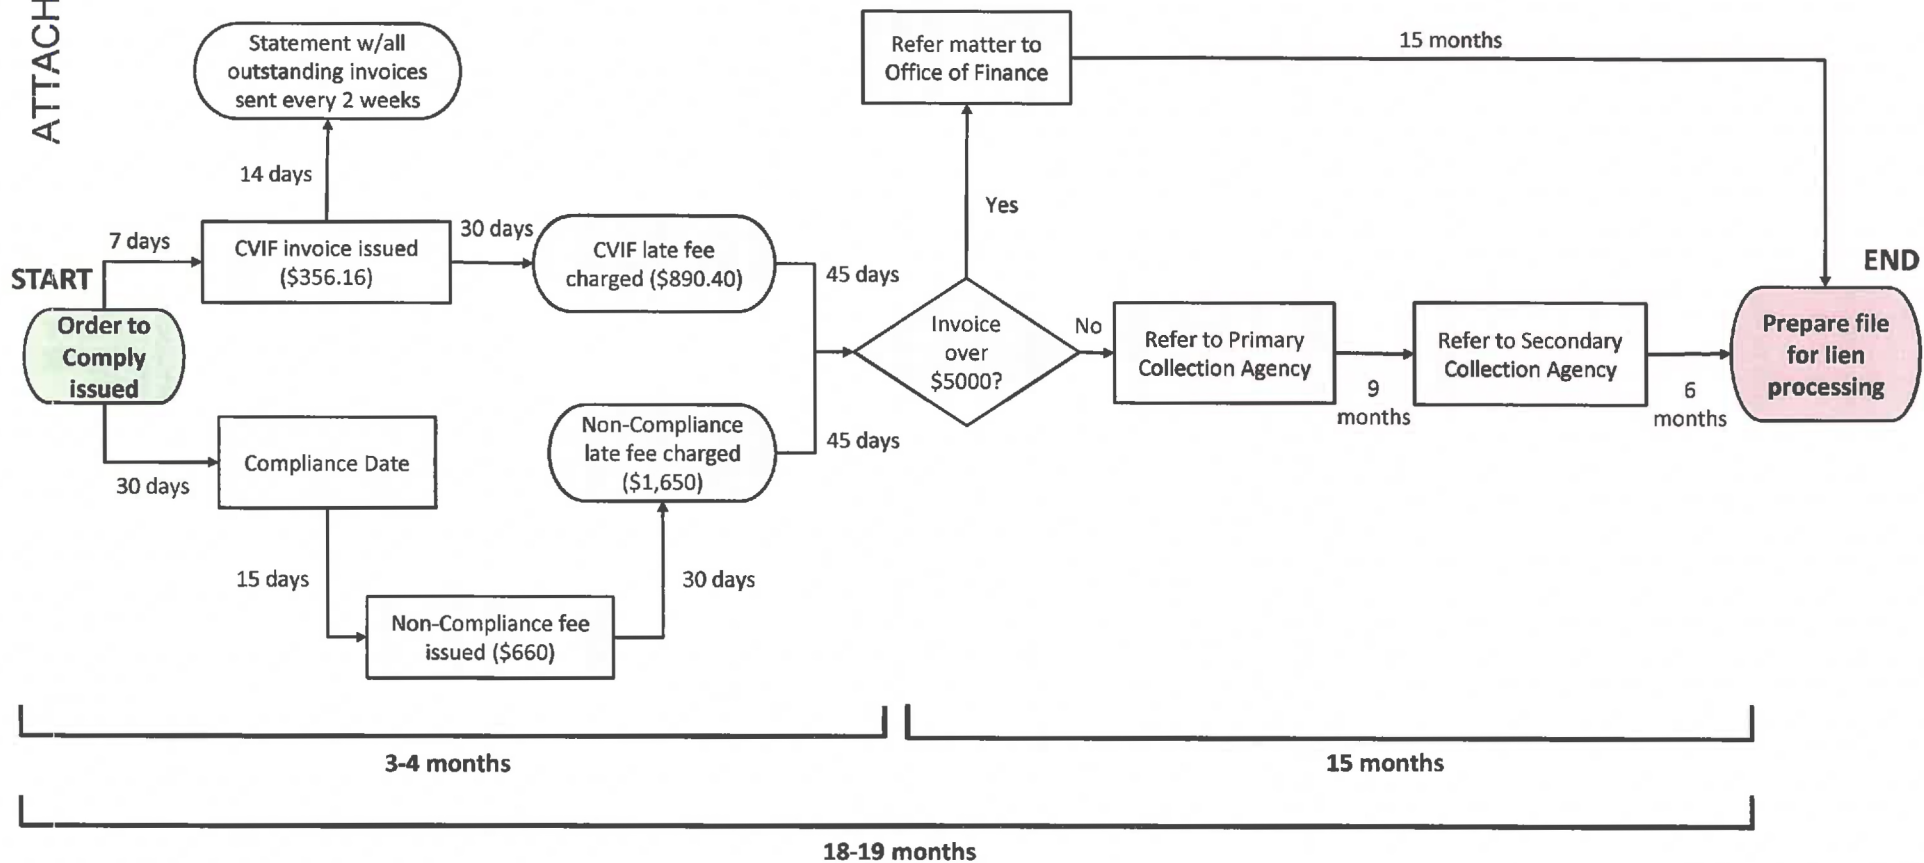 ATTACH
Statement w/all
outstanding invoices
sent every 2 weeks
14 days
7 days
CVIF invoice issued
($356.16)
30 days
CVIF late fee
charged ($890.40)
45 days
START
Order to
Comply
issued
30 days
Compliance Date
15 days
Non-Compliance fee
issued ($660)
30 days
Non-Compliance
late fee charged
($1,650)
45 days
Invoice
over
$5000?
Yes
Refer matter to
Office of Finance
15 months
No
Refer to Primary
Collection Agency
9
months
Refer to Secondary
Collection Agency
6
months
END
Prepare file
for lien
processing
3-4 months
15 months
18-19 months